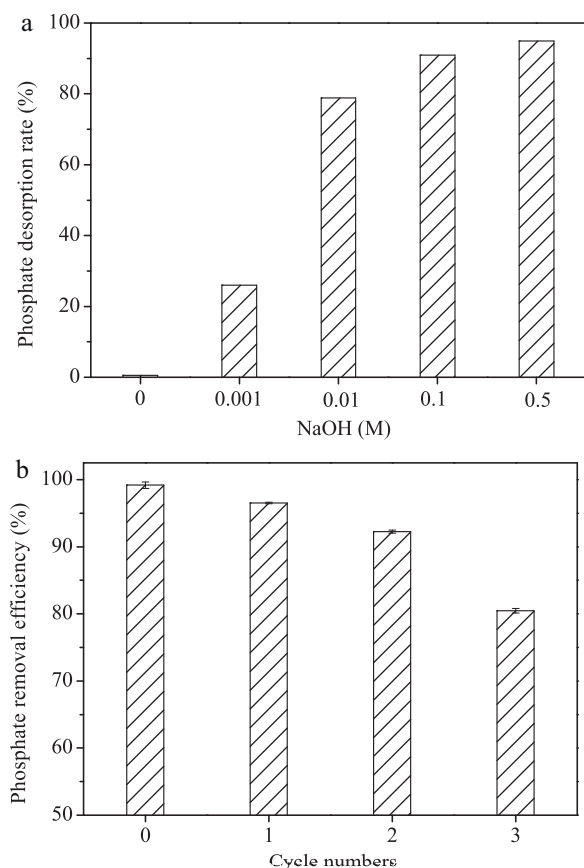 a
100
80
60
40
20
0
Phosphate desorption rate (%)
0 0.001 0.01 0.1 0.5
NaOH (M)
b
100
90
80
70
60
50
Phosphate removal efficiency (%)
0 1 2 3
Cycle numbers